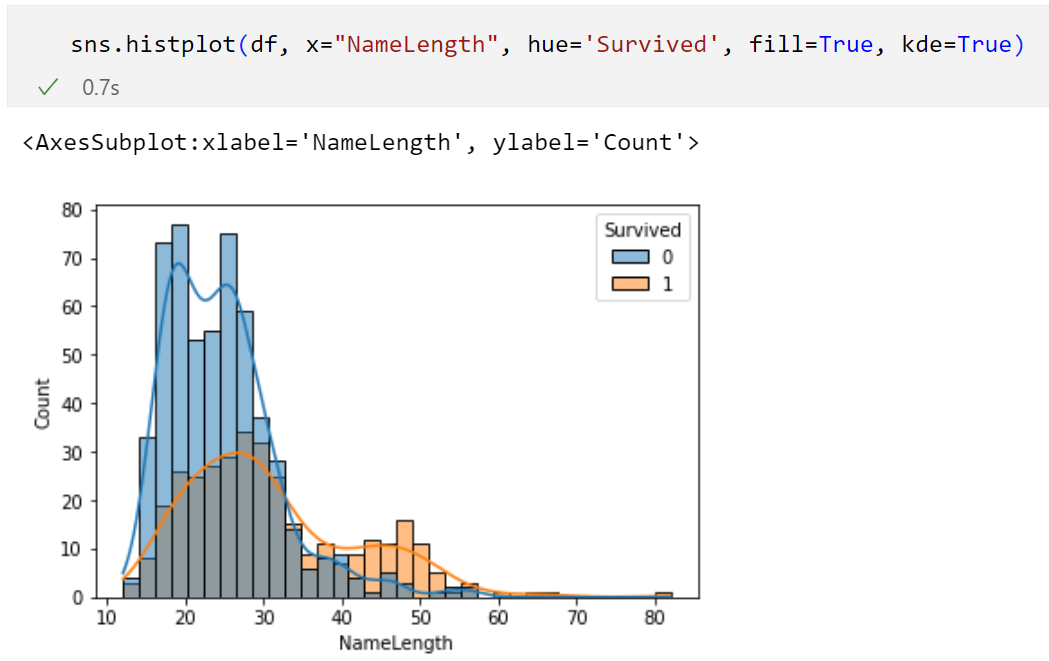 sns.histplot(df, x="NameLength", hue='Survived', fill=True, kde=True)
0.7s
<AxesSubplot:xlabel='NameLength', ylabel='Count'>
80
70
60
50
40
30
20
10
0
Count
Survived
0
1
10 20 30 40 50 60 70 80
NameLength